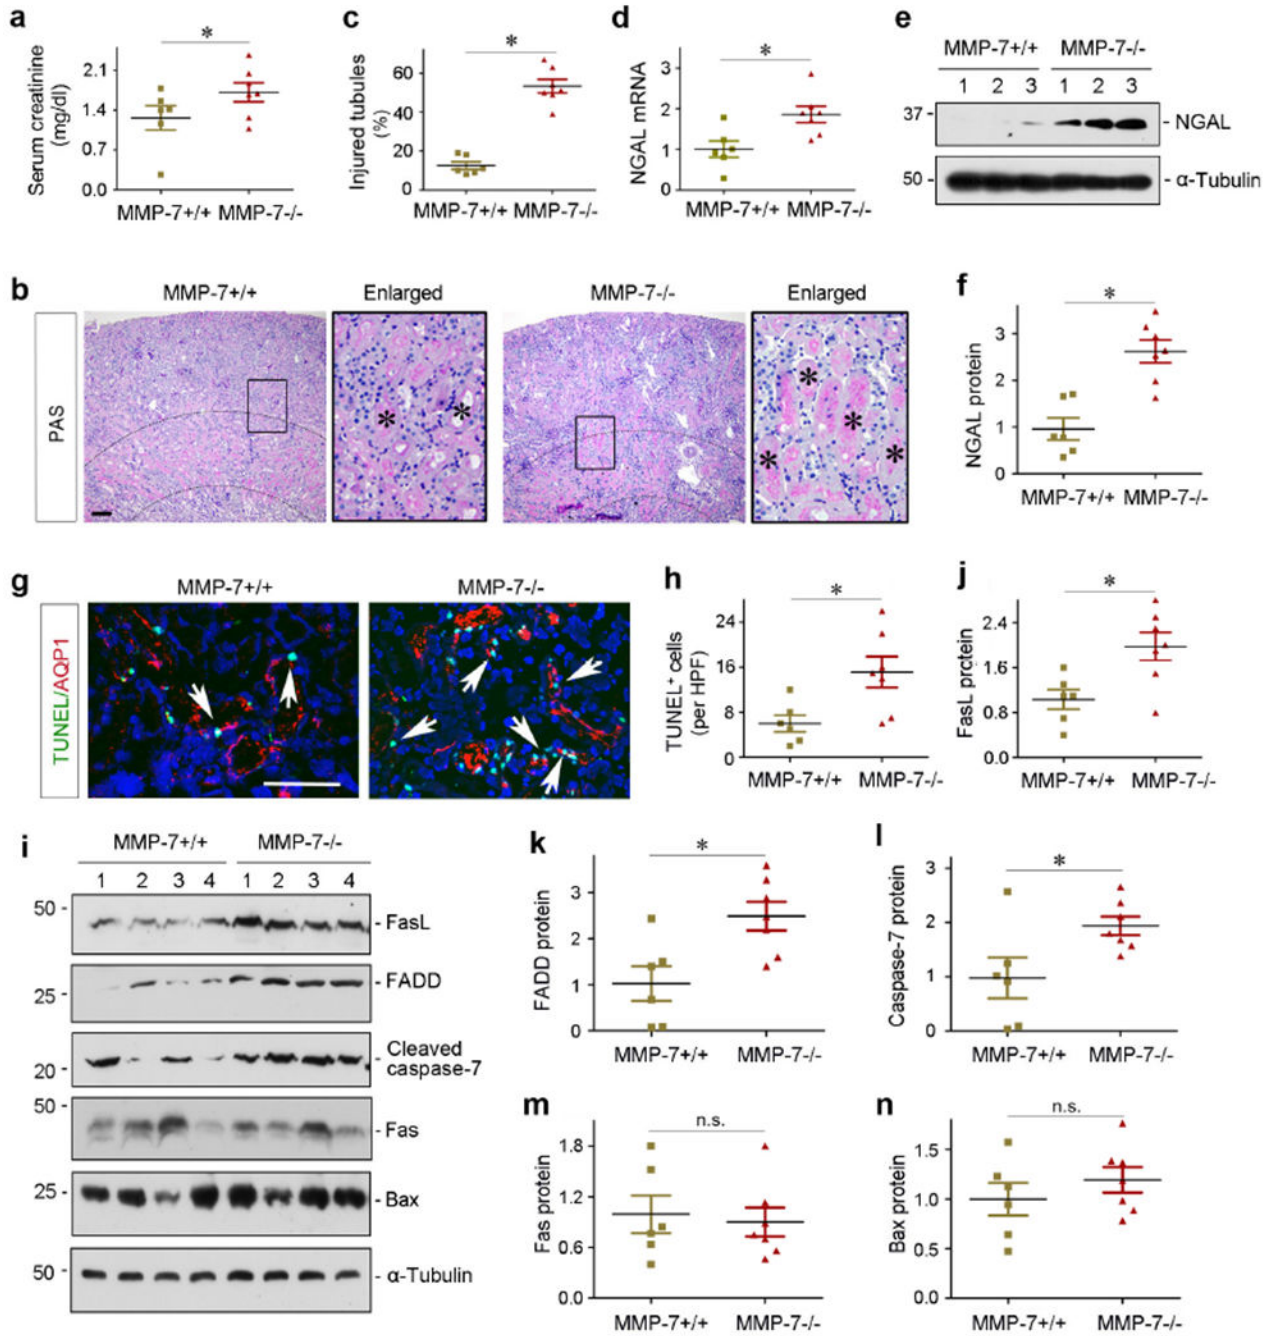 a
*
Serum creatinine
(mg/dl)
2.1
1.4
0.7
0.0
MMP-7+/+ MMP-7-/-
c
*
Injured tubules
(%)
60
40
20
0
MMP-7+/+ MMP-7-/-
d
*
NGAL mRNA
3
2
1
0
MMP-7+/+ MMP-7-/-
e
MMP-7+/+ MMP-7-/-
1 2 3 1 2 3
37 - - NGAL
50 - - α-Tubulin
b
MMP-7+/+ Enlarged MMP-7-/- Enlarged
PAS
* *
* * * *
f
*
NGAL protein
3
2
1
0
MMP-7+/+ MMP-7-/-
g
MMP-7+/+ MMP-7-/-
TUNEL/AQP1
h
*
TUNEL+ cells
(per HPF)
24
16
8
0
MMP-7+/+ MMP-7-/-
j
*
FasL protein
2.4
1.6
0.8
0.0
MMP-7+/+ MMP-7-/-
i
MMP-7+/+ MMP-7-/-
1 2 3 4 1 2 3 4
50 - - FasL
25 - - FADD
20 - - Cleaved
caspase-7
50 - - Fas
25 - - Bax
50 - - α-Tubulin
k
*
FADD protein
3
2
1
0
MMP-7+/+ MMP-7-/-
l
*
Caspase-7 protein
3
2
1
0
MMP-7+/+ MMP-7-/-
m
n.s.
Fas protein
1.8
1.2
0.6
0.0
MMP-7+/+ MMP-7-/-
n
n.s.
Bax protein
1.5
1.0
0.5
0.0
MMP-7+/+ MMP-7-/-